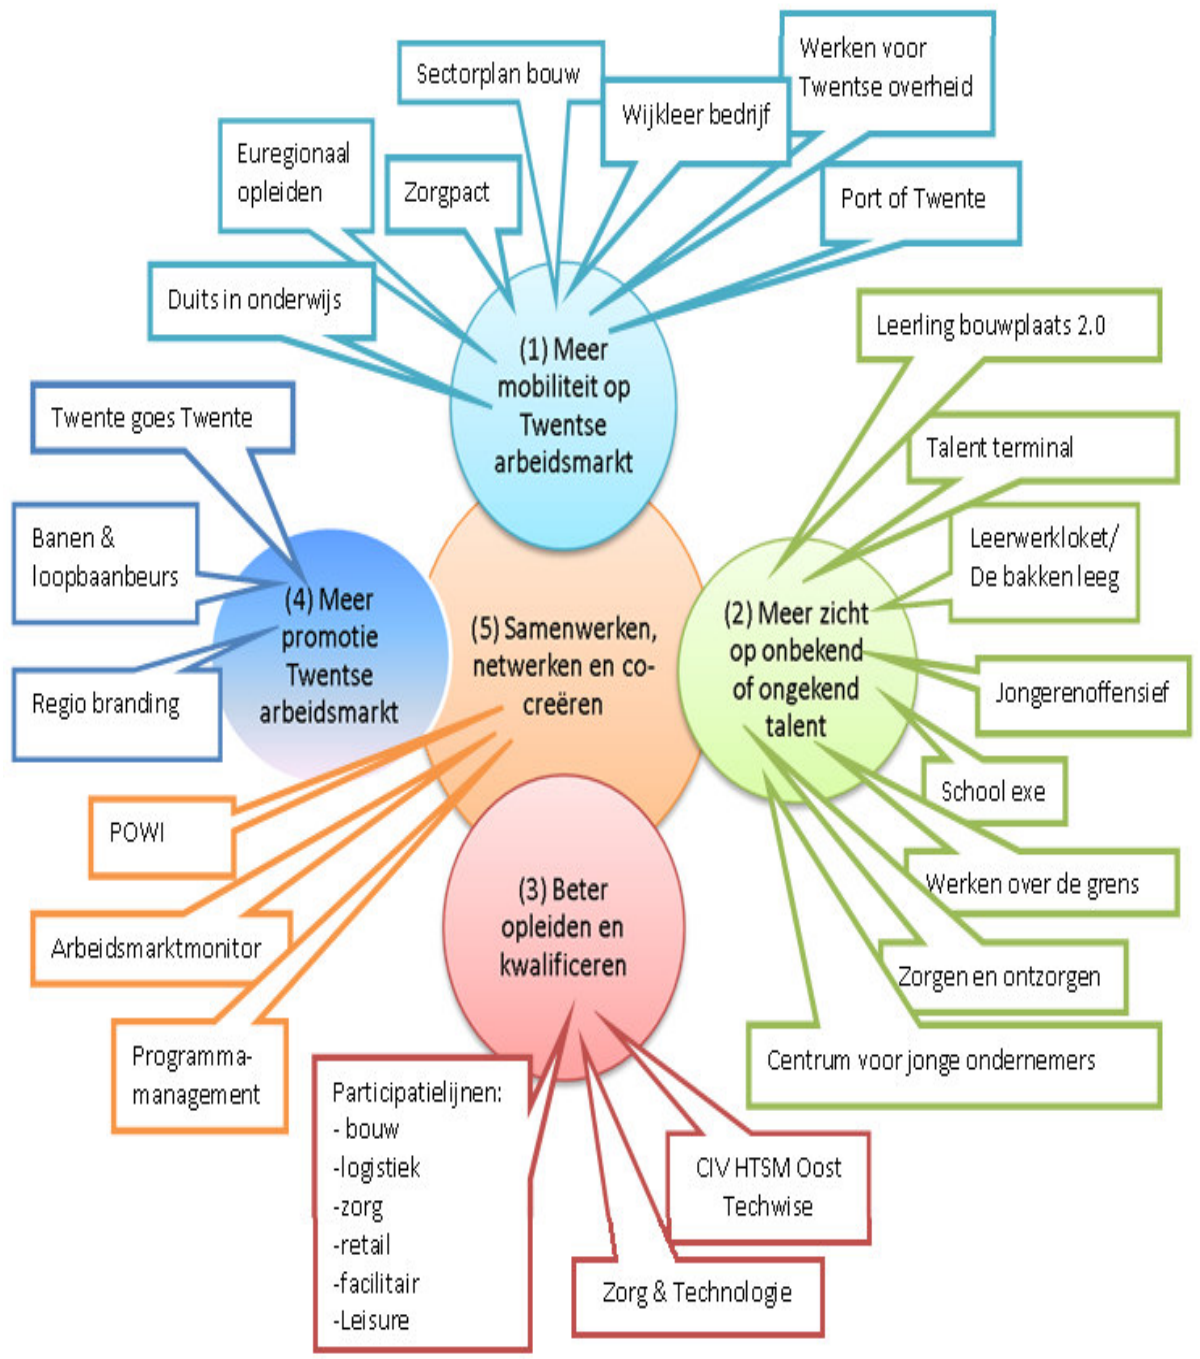 Sectorplan bouw
Werken voor
Twentse overheid
Wijkleer bedrijf
Euregionaal
opleiden
Zorgpact
Port of Twente
Duits in onderwijs
(1) Meer
mobiliteit op
Twentse
arbeidsmarkt
Leerling bouwplaats 2.0
Talent terminal
Leerwerkloket/
De bakken leeg
Jongerenoffensief
School exe
Werken over de grens
Zorgen en ontzorgen
Centrum voor jonge ondernemers
(2) Meer zicht
op onbekend
of ongekend
talent
Twente goes Twente
Banen &
loopbaanbeurs
Regio branding
(4) Meer
promotie
Twentse
arbeidsmarkt
(5) Samenwerken,
netwerken en co-
creëren
POWI
Arbeidsmarktmonitor
Programma-
management
(3) Beter
opleiden en
kwalificeren
Participatielijnen:
- bouw
-logistiek
-zorg
-retail
-facilitair
-Leisure
CIV HTSM Oost
Techwise
Zorg & Technologie